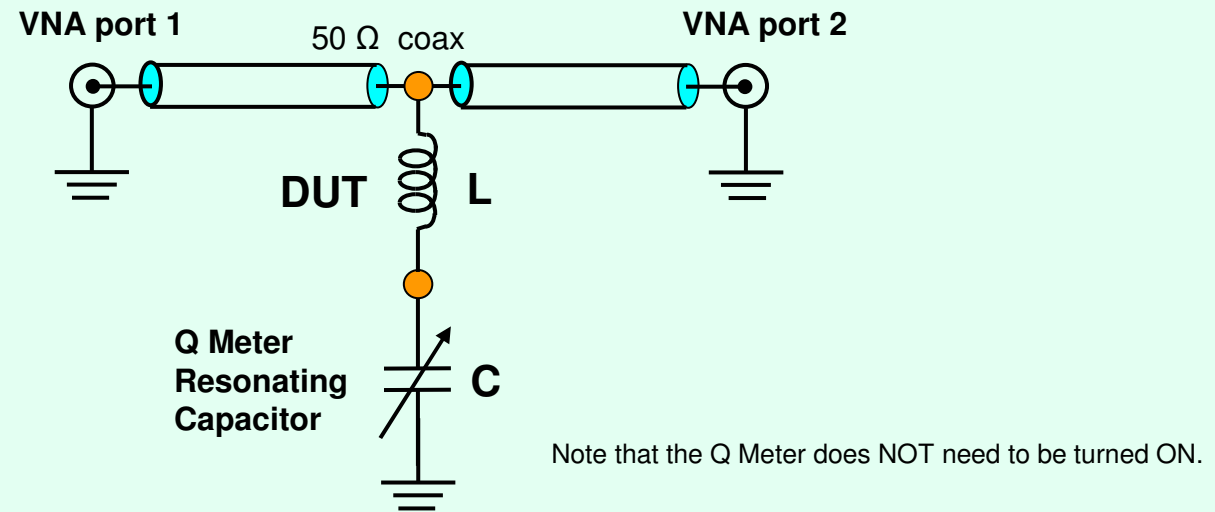 VNA port 1
50 Ω coax
VNA port 2
DUT
L
Q Meter
Resonating
Capacitor
C
Note that the Q Meter does NOT need to be turned ON.